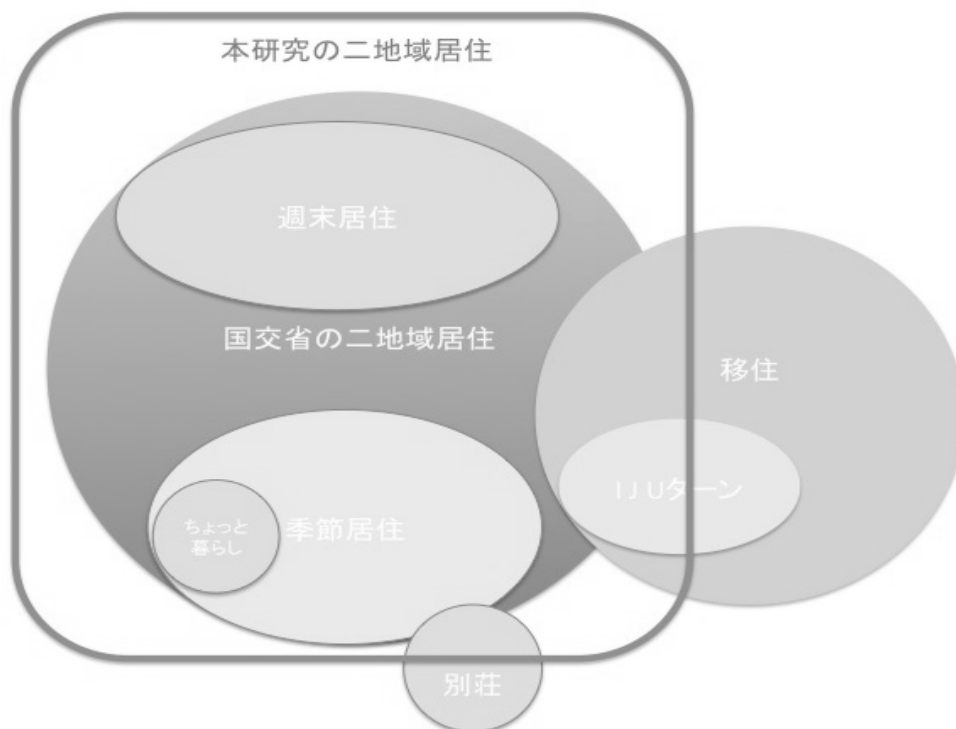 本研究の二地域居住
週末居住
国交省の二地域居住
移住
IJUターン
ちょっと
暮らし
季節居住
別荘